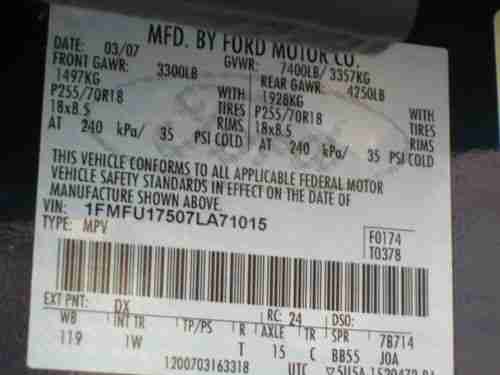 MFD. BY FORD MOTOR CO.
DATE: 03/07 GVWR: 7400LB/ 3357KG
FRONT GAWR: 3300LB REAR GAWR: 4250LB
1497KG WITH 1928KG WITH
P255/70R18 TIRES P255/70R18 TIRES
18x8.5 RIMS 18x8.5 RIMS
AT 240 kPa/ 35 PSI COLD AT 240 kPa/ 35 PSI COLD
THIS VEHICLE CONFORMS TO ALL APPLICABLE FEDERAL MOTOR
VEHICLE SAFETY STANDARDS IN EFFECT ON THE DATE OF
MANUFACTURE SHOWN ABOVE.
VIN: 1FMFU17507LA71015
TYPE: MPV F0174
T0378
EXT PNT: DX RC: 24 DSO:
WB INT TR TP/PS R AXLE TR SPR 7B714
119 1W T 15 C BB55 J0A
1200703163318 UTC